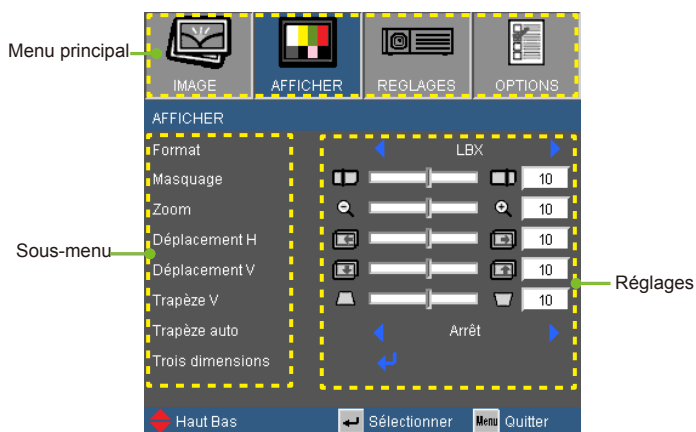 Menu principal
IMAGE AFFICHER REGLAGES OPTIONS
AFFICHER
Format LBX
Masquage 10
Zoom 10
Déplacement H 10
Sous-menu
Déplacement V 10
Réglages
Trapèze V 10
Trapèze auto Arrêt
Trois dimensions
Haut Bas Sélectionner Menu Quitter